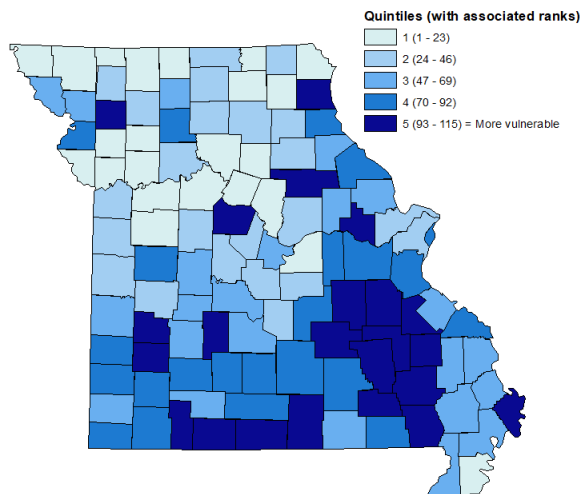 Quintiles (with associated ranks)
1 (1 - 23)
2 (24 - 46)
3 (47 - 69)
4 (70 - 92)
5 (93 - 115) = More vulnerable